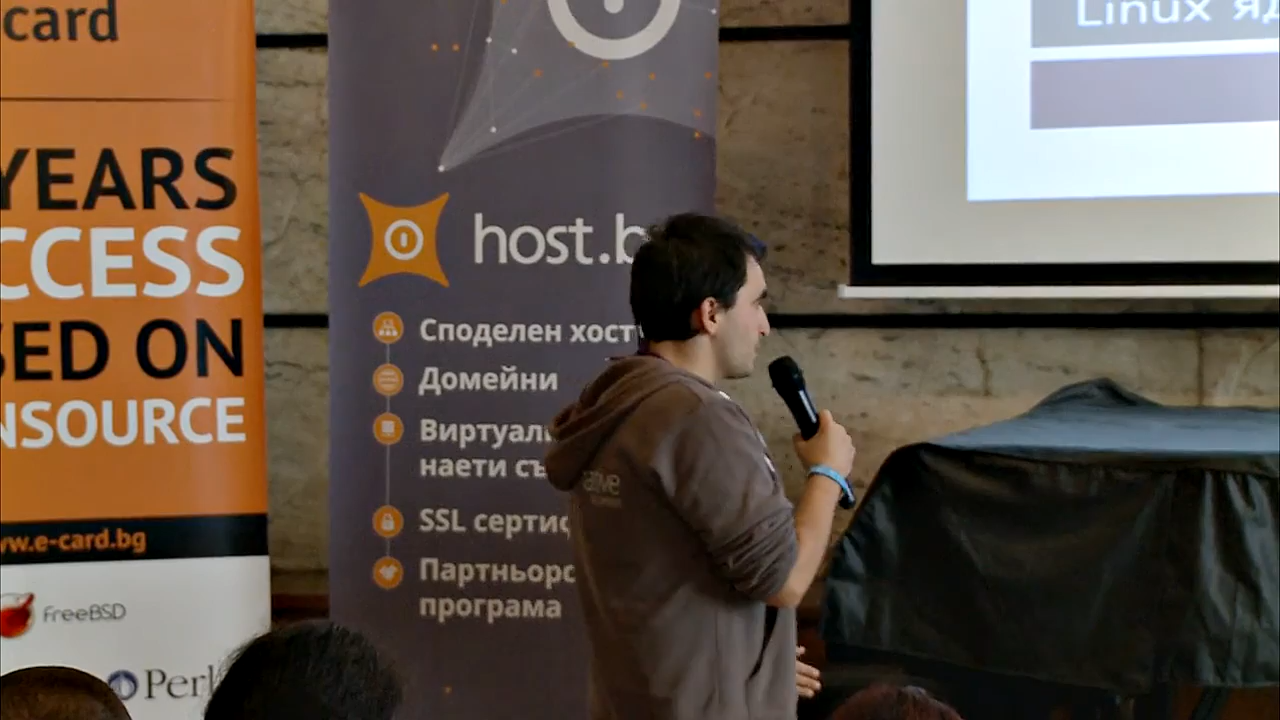 card
YEARS
CCESS
SED ON
NSOURCE
ww.e-card.bg
FreeBSD
Perl
host.b
Споделен хост
Домейни
Виртуал
наети съ
SSL сертиф
Партньорс
програма
Linux яд